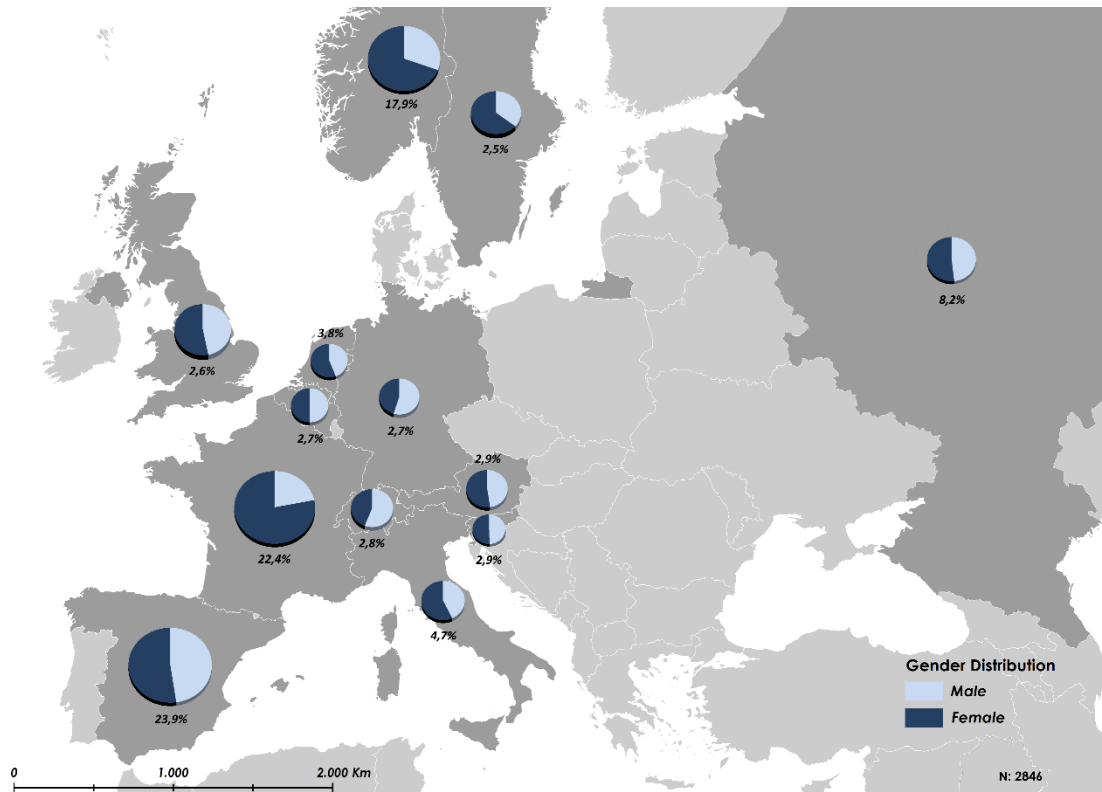 17,9%
2,5%
8,2%
2,6%
3,8%
2,7%
2,7%
2,9%
22,4%
2,8%
2,9%
4,7%
23,9%
Gender Distribution
Male
Female
0 1.000 2.000 Km
N: 2846